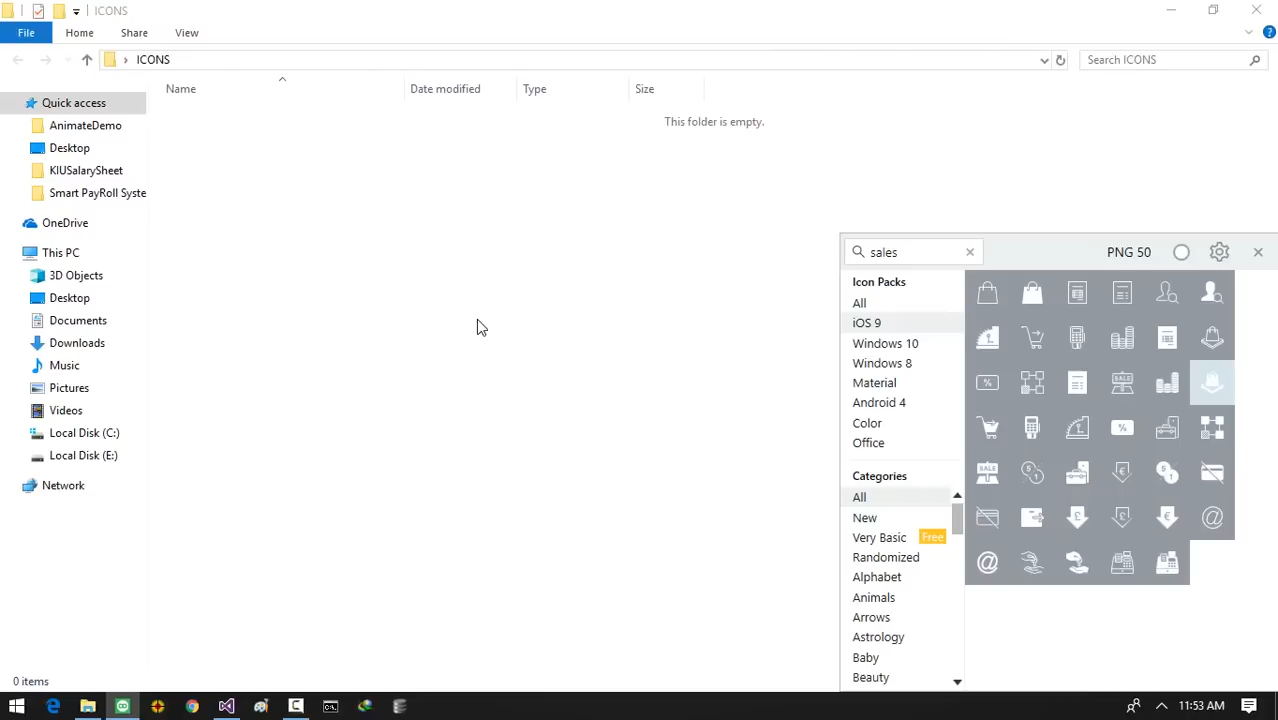 ICONS
File Home Share View
ICONS
Search ICONS
Name Date modified Type Size
This folder is empty.
Quick access
AnimateDemo
Desktop
KIUSalarySheet
Smart PayRoll Syste
OneDrive
This PC
3D Objects
Desktop
Documents
Downloads
Music
Pictures
Videos
Local Disk (C:)
Local Disk (E:)
Network
0 items
sales
PNG 50
Icon Packs
All
iOS 9
Windows 10
Windows 8
Material
Android 4
Color
Office
Categories
All
New
Very Basic Free
Randomized
Alphabet
Animals
Arrows
Astrology
Baby
Beauty
SALE
SALE
11:53 AM